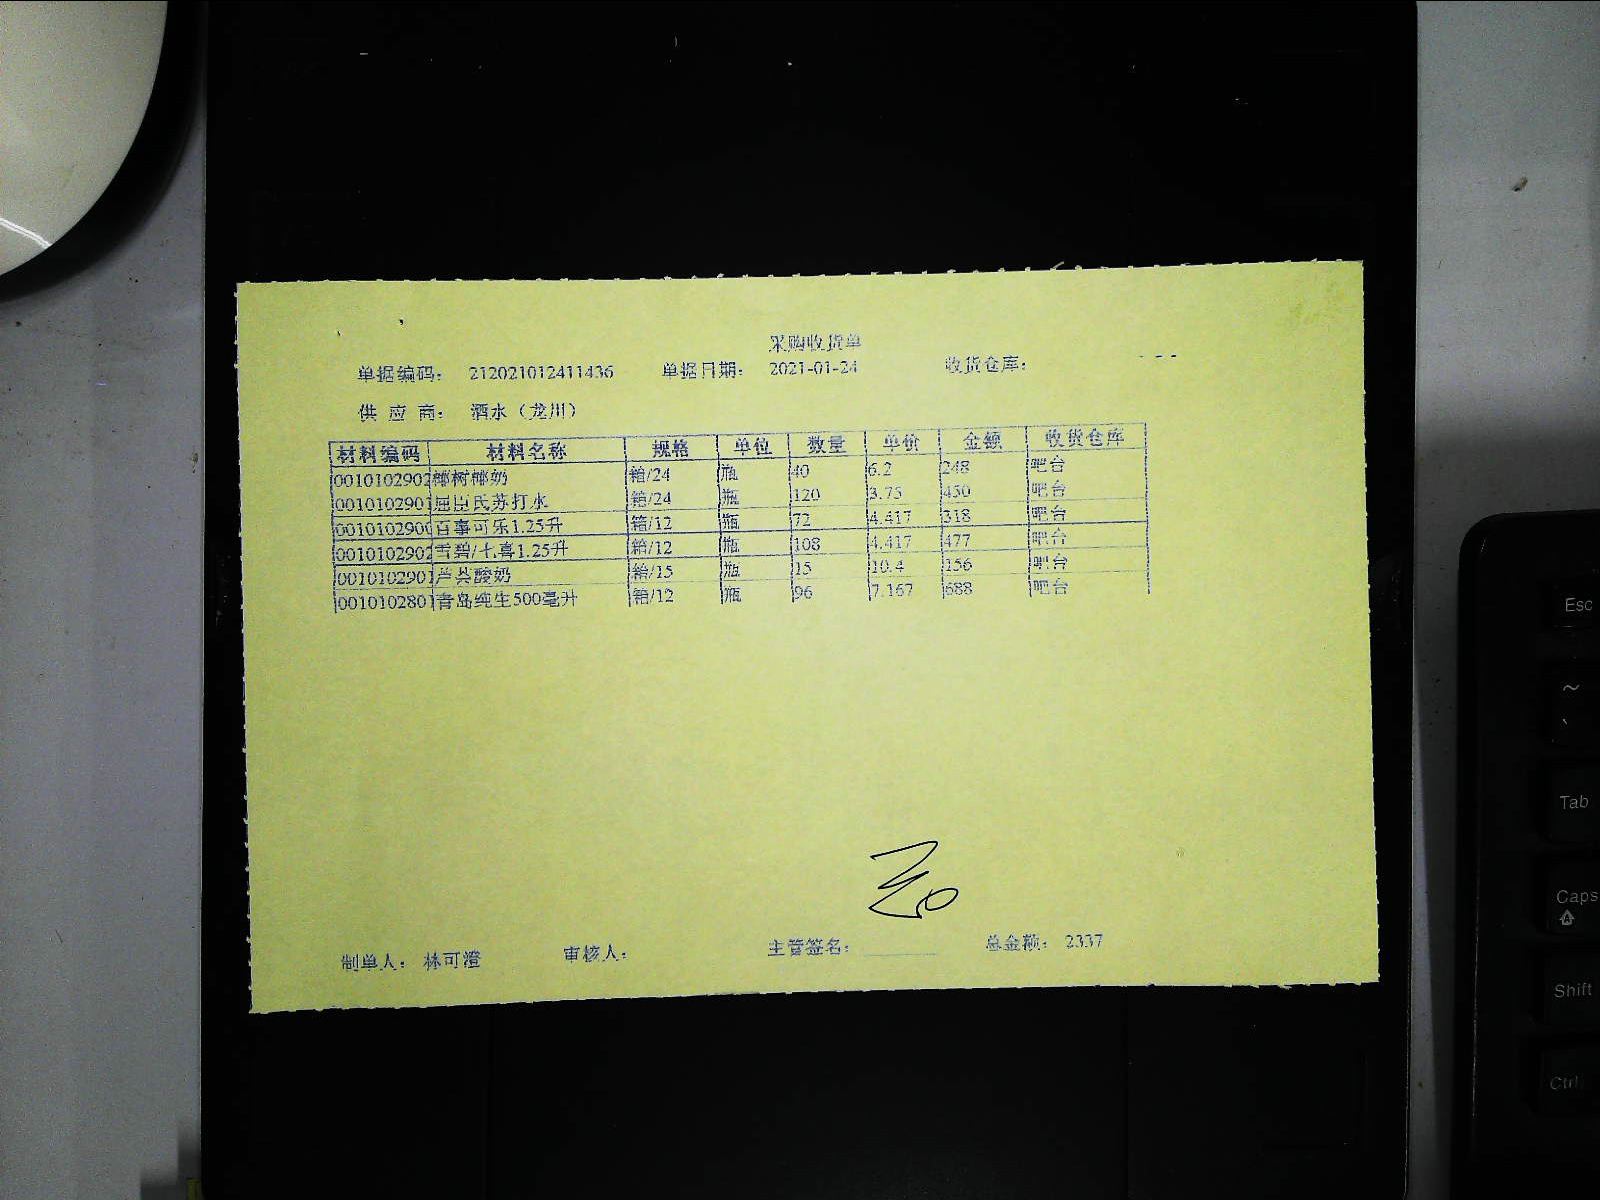 采购收货单
单据编码： 212021012411436 单据日期： 2021-01-24 收货仓库：
供 应 商： 酒水（龙川）
材料编码 材料名称 规格 单位 数量 单价 金额 收货仓库
0010102902 椰树椰奶 箱/24 瓶 40 6.2 248 吧台
0010102901 屈臣氏苏打水 箱/24 瓶 120 3.75 450 吧台
0010102900 百事可乐1.25升 箱/12 瓶 72 4.417 318 吧台
0010102902 雪碧/七喜1.25升 箱/12 瓶 108 4.417 477 吧台
0010102901 芦荟酸奶 箱/15 瓶 15 10.4 156 吧台
0010102801 青岛纯生500毫升 箱/12 瓶 96 7.167 688 吧台
制单人： 林可澄 审核人： 主管签名： 总金额： 2337
Esc
~
`
Tab
Caps
Shift
Ctrl